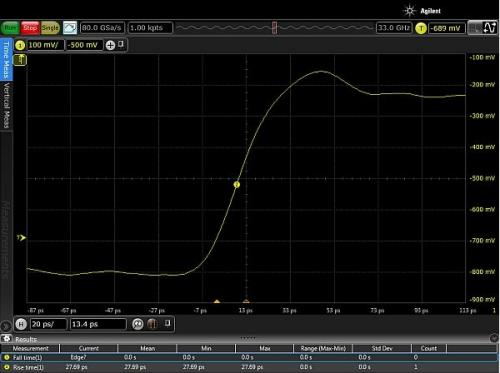 Agilent
Run Stop Single 80.0 GSa/s 1.00 kpts 33.0 GHz T -689 mV
1 100 mV/ -500 mV
Time Meas
Vertical Meas
Measurements
-100 mV
-200 mV
-300 mV
-400 mV
-500 mV
-600 mV
-700 mV
-800 mV
-900 mV
-87 ps -67 ps -47 ps -27 ps -7 ps 13 ps 33 ps 53 ps 73 ps 93 ps 113 ps 1
H 20 ps/ 13.4 ps
Results
Measurement Current Mean Min Max Range (Max-Min) Std Dev Count
Fall time(1) Edge? 0.0 s 0.0 s 0.0 s 0.0 s 0.0 s 0
Rise time(1) 27.69 ps 27.69 ps 27.69 ps 27.69 ps 0.0 s 0.0 s 1